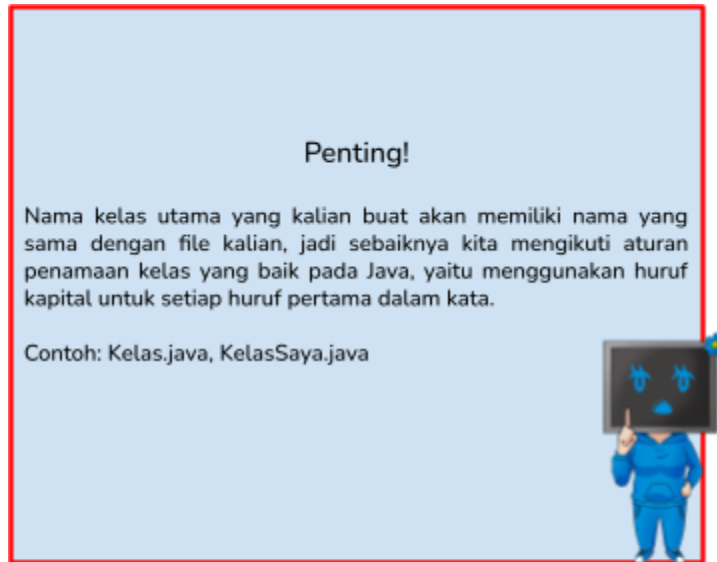 Penting!
Nama kelas utama yang kalian buat akan memiliki nama yang
sama dengan file kalian, jadi sebaiknya kita mengikuti aturan
penamaan kelas yang baik pada Java, yaitu menggunakan huruf
kapital untuk setiap huruf pertama dalam kata.
Contoh: Kelas.java, KelasSaya.java